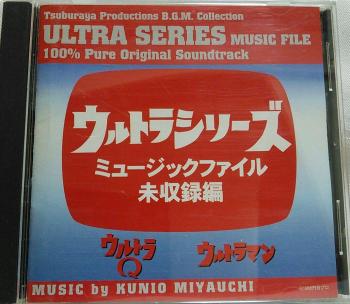 Tsuburaya Productions B.G.M. Collection
ULTRA SERIES MUSIC FILE
100% Pure Original Soundtrack
ウルトラシリーズ
ミュージックファイル
未収録編
ウルトラ
Q
ウルトラマン
MUSIC by KUNIO MIYAUCHI